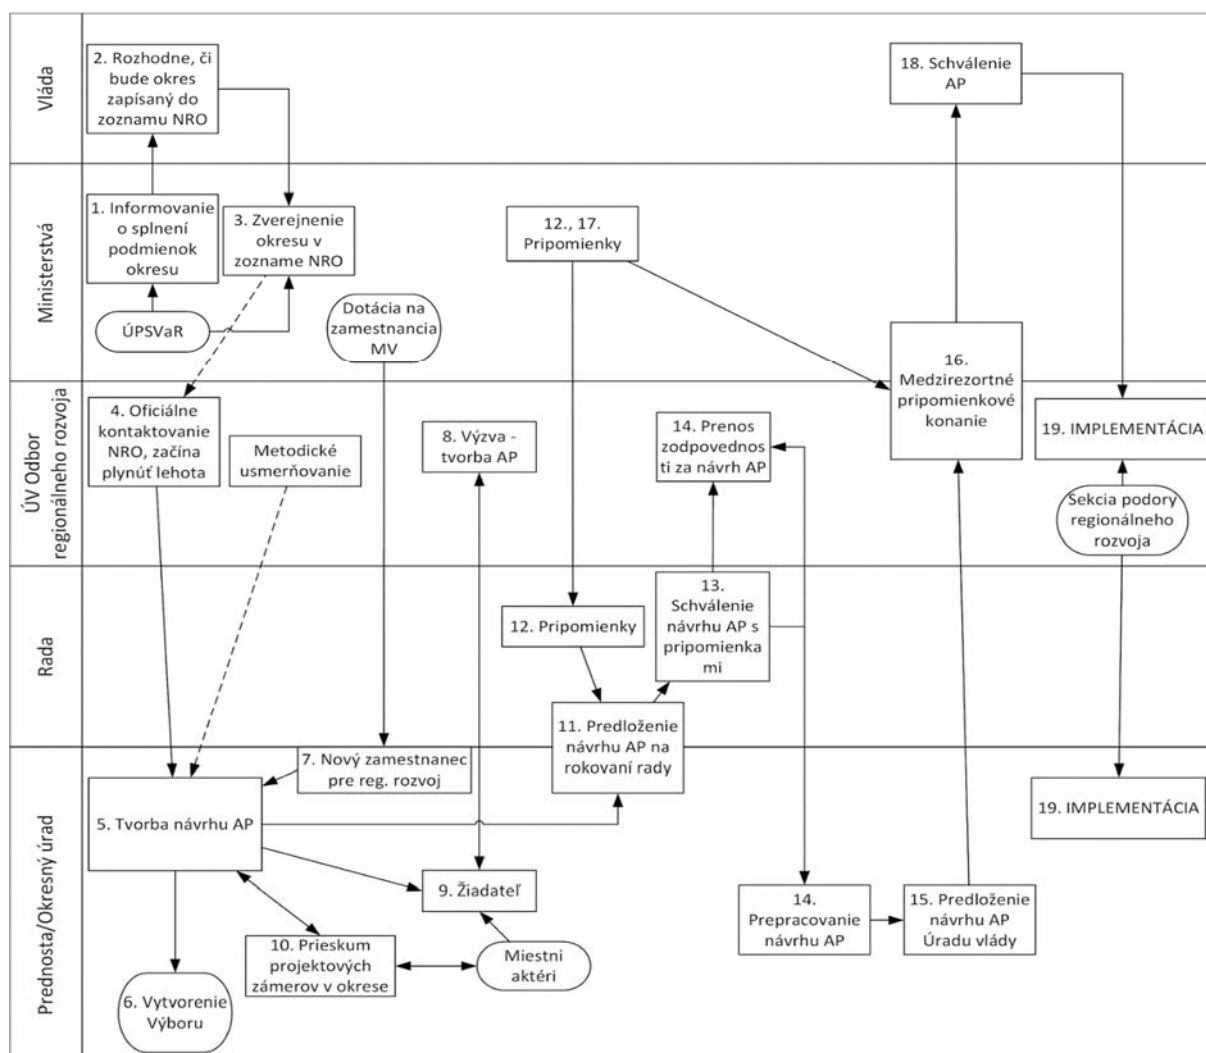 Vláda
2. Rozhodne, či
bude okres
zapísaný do
zoznamu NRO
18. Schválenie
AP
Ministerstvá
1. Informovanie
o splnení
podmienok
okresu
3. Zverejnenie
okresu v
zozname NRO
12., 17.
Pripomienky
ÚPSVaR
Dotácia na
zamestnancia
MV
16.
Medzirezortné
pripomienkové
konanie
ÚV Odbor
regionálneho rozvoja
4. Oficiálne
kontaktovanie
NRO, začína
plynúť lehota
Metodické
usmerňovanie
8. Výzva -
tvorba AP
14. Prenos
zodpovednos
ti za návrh AP
19. IMPLEMENTÁCIA
Sekcia podory
regionálneho
rozvoja
Rada
12. Pripomienky
13.
Schválenie
návrhu AP s
pripomienka
mi
11. Predloženie
návrhu AP na
rokovaní rady
Prednosta/Okresný úrad
7. Nový zamestnanec
pre reg. rozvoj
5. Tvorba návrhu AP
19. IMPLEMENTÁCIA
9. Žiadateľ
14.
Prepracovanie
návrhu AP
15. Predloženie
návrhu AP
Úradu vlády
10. Prieskum
projektových
zámerov v okrese
Miestni
aktéri
6. Vytvorenie
Výboru